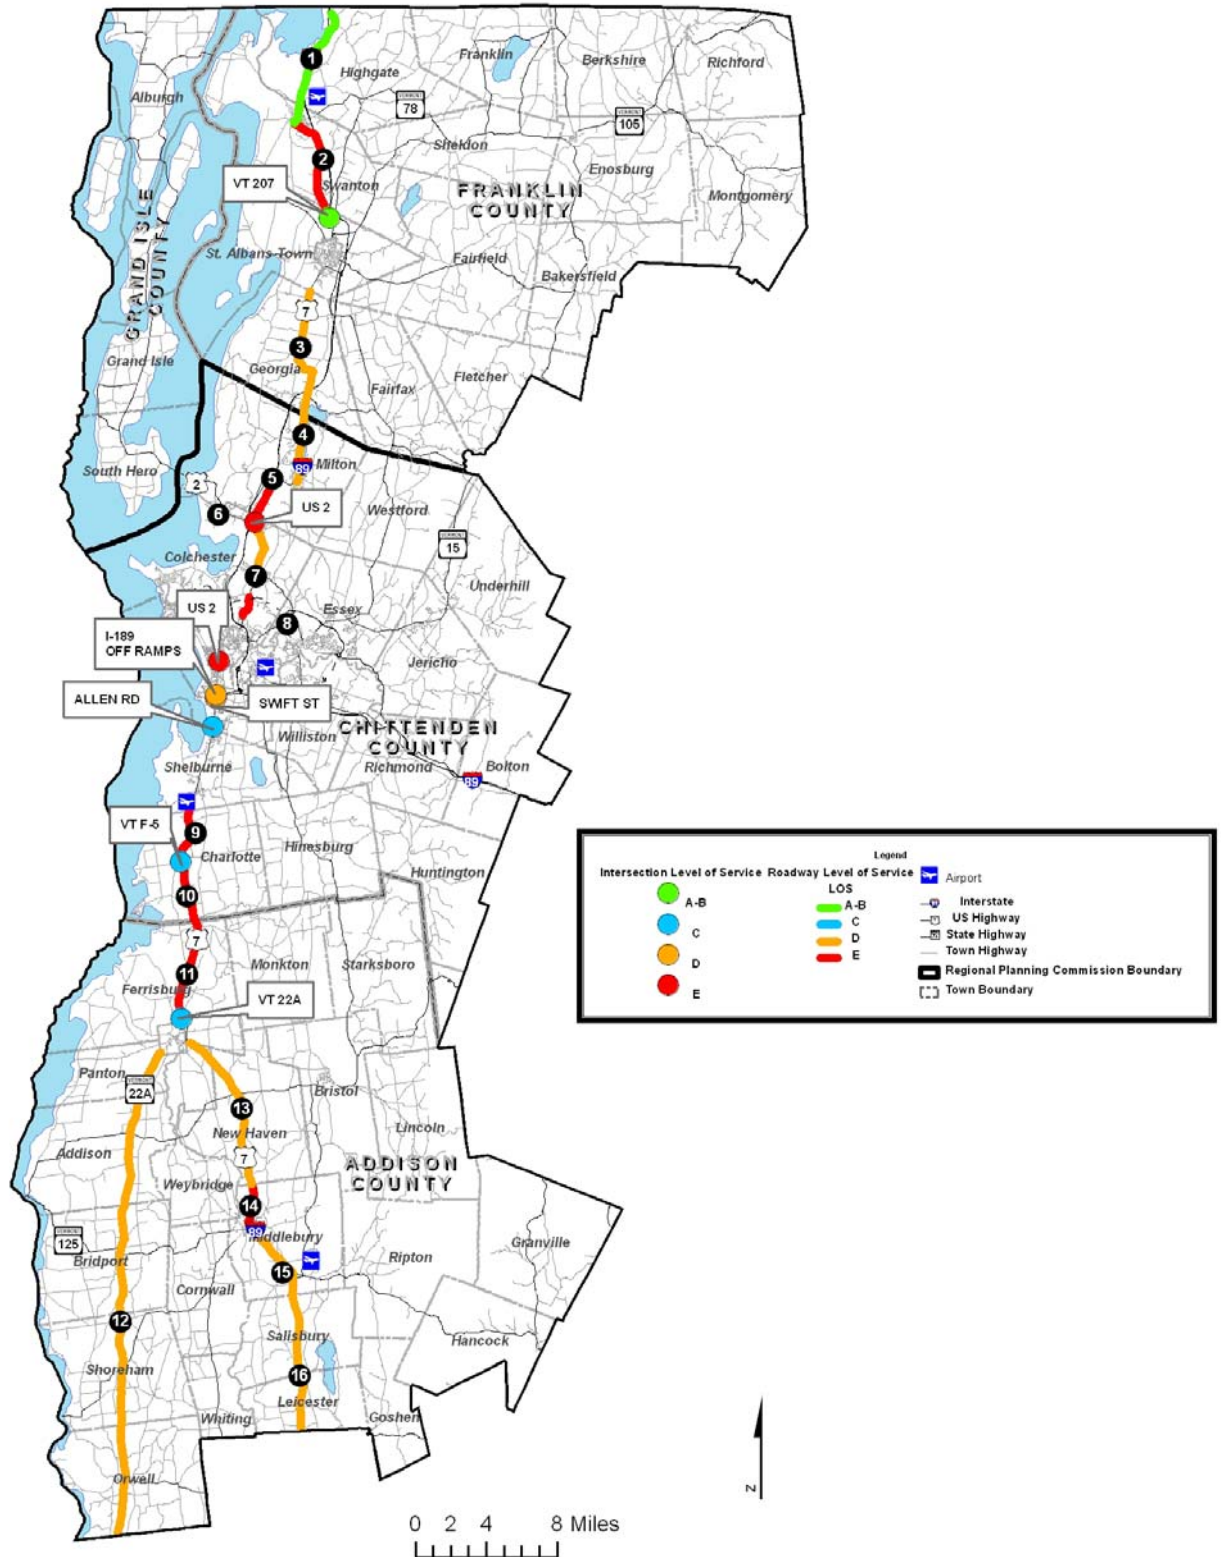 1
Highgate
Franklin
Berkshire
Richford
Alburgh
VERMONT
78
VERMONT
105
2
Sheldon
Enosburg
VT 207
Swanton
FRANKLIN
COUNTY
Montgomery
GRAND ISLE
COUNTY
St. Albans Town
Fairfield
Bakersfield
7
3
Grand Isle
Georgia
Fairfax
Fletcher
4
South Hero
89
Milton
5
2
US 2
6
Westford
VERMONT
15
Colchester
7
Underhill
US 2
Essex
8
I-189
OFF RAMPS
Jericho
ALLEN RD
SWIFT ST
Williston
CHITTENDEN
COUNTY
Shelburne
Richmond
Bolton
89
VT F-5
9
Charlotte
Hinesburg
Huntington
10
7
Monkton
Starksboro
11
Ferrisburg
VT 22A
Panton
VERMONT
22A
Bristol
13
New Haven
Lincoln
Addison
7
ADDISON
COUNTY
Weybridge
14
89
Middlebury
VERMONT
125
Bridport
15
Ripton
Granville
Cornwall
12
Salisbury
Hancock
Shoreham
16
Leicester
Whiting
Goshen
Orwell
Legend
Intersection Level of Service
A-B
C
D
E
Roadway Level of Service
LOS
A-B
C
D
E
Airport
Interstate
US Highway
State Highway
Town Highway
Regional Planning Commission Boundary
Town Boundary
N
0 2 4 8 Miles